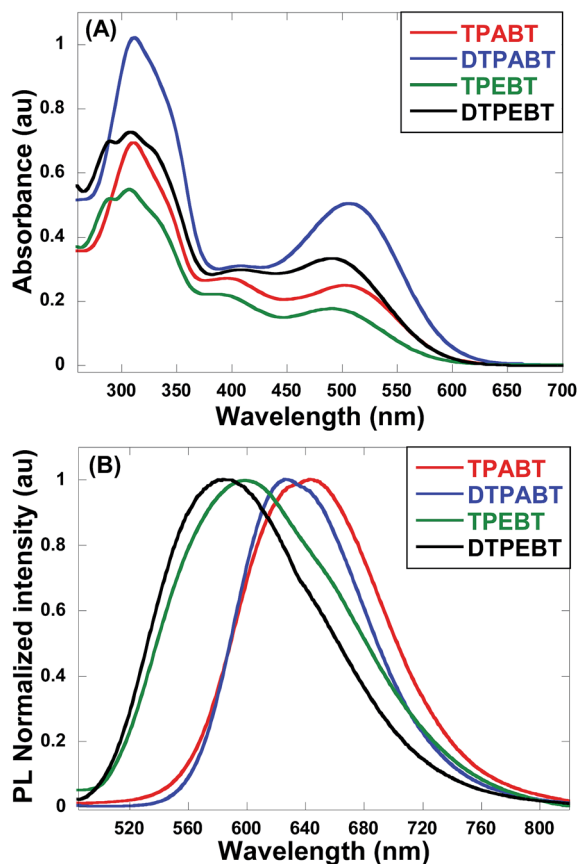 (A)
TPABT
DTPABT
TPEBT
DTPEBT
Absorbance (au)
1
0.8
0.6
0.4
0.2
0
300 350 400 450 500 550 600 650 700
Wavelength (nm)
(B)
TPABT
DTPABT
TPEBT
DTPEBT
PL Normalized intensity (au)
1
0.8
0.6
0.4
0.2
0
520 560 600 640 680 720 760 800
Wavelength (nm)